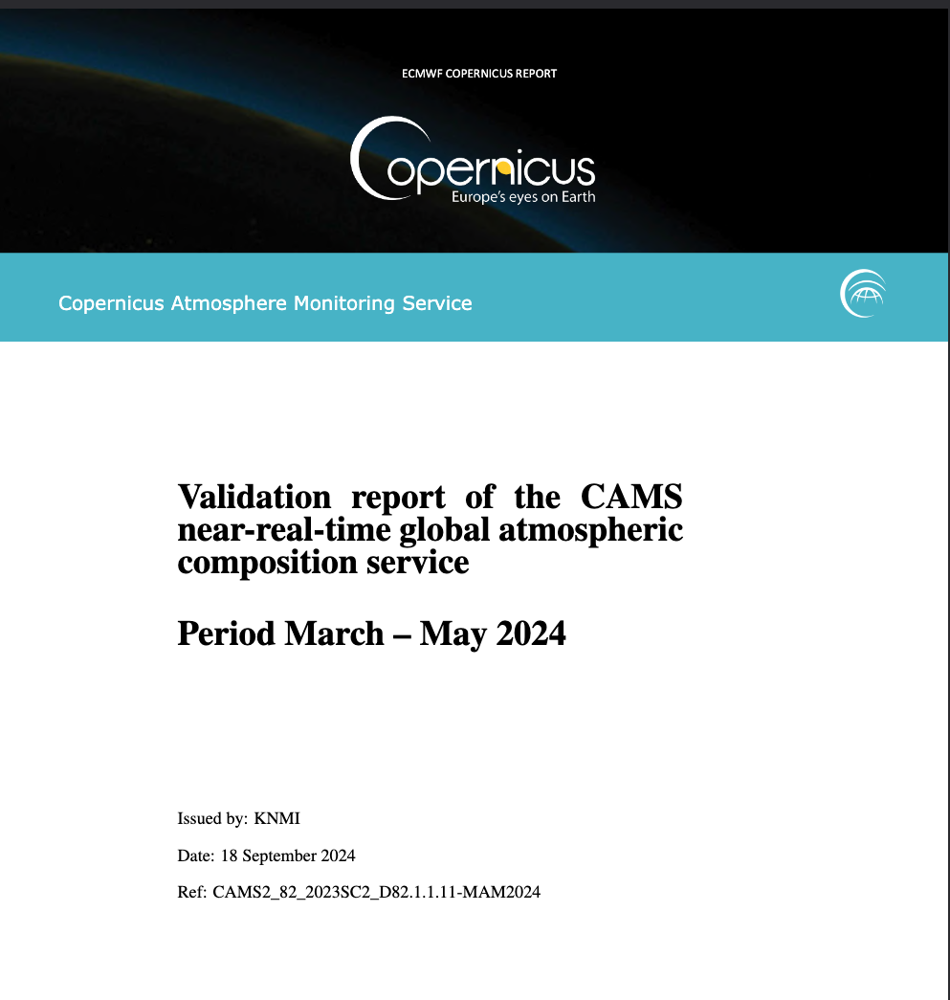 ECMWF COPERNICUS REPORT
Copernicus
Europe's eyes on Earth
Copernicus Atmosphere Monitoring Service
Validation report of the CAMS
near-real-time global atmospheric
composition service
Period March – May 2024
Issued by: KNMI
Date: 18 September 2024
Ref: CAMS2_82_2023SC2_D82.1.1.11-MAM2024